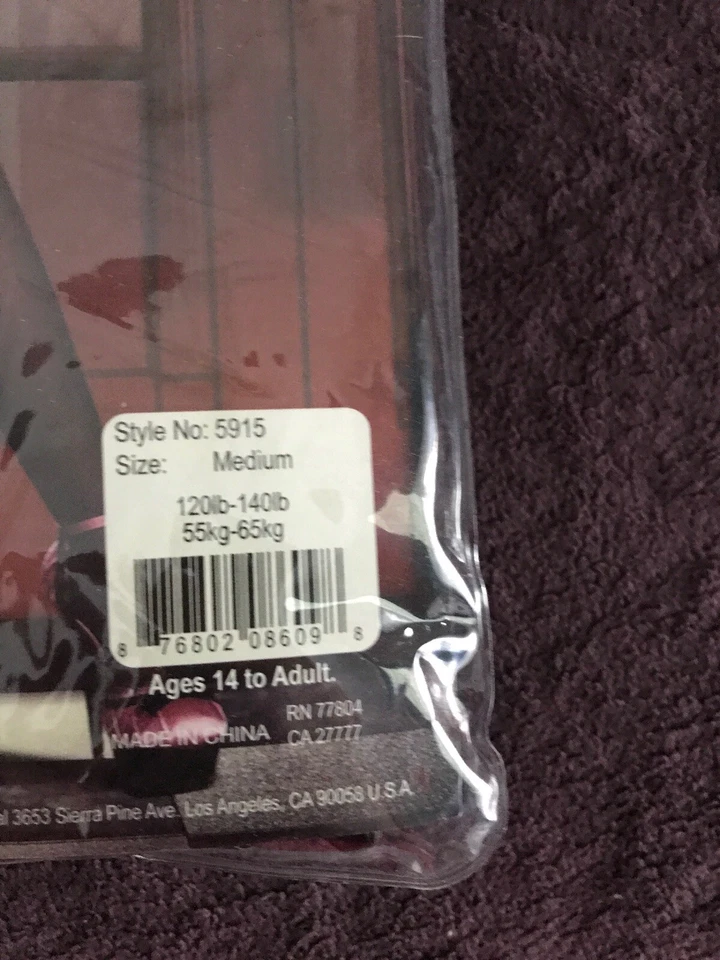 Style No: 5915
Size: Medium
120lb-140lb
55kg-65kg
8 76802 08609 8
Ages 14 to Adult.
RN 77804
MADE IN CHINA CA 27777
3653 Sierra Pine Ave. Los Angeles, CA 90058 U.S.A.